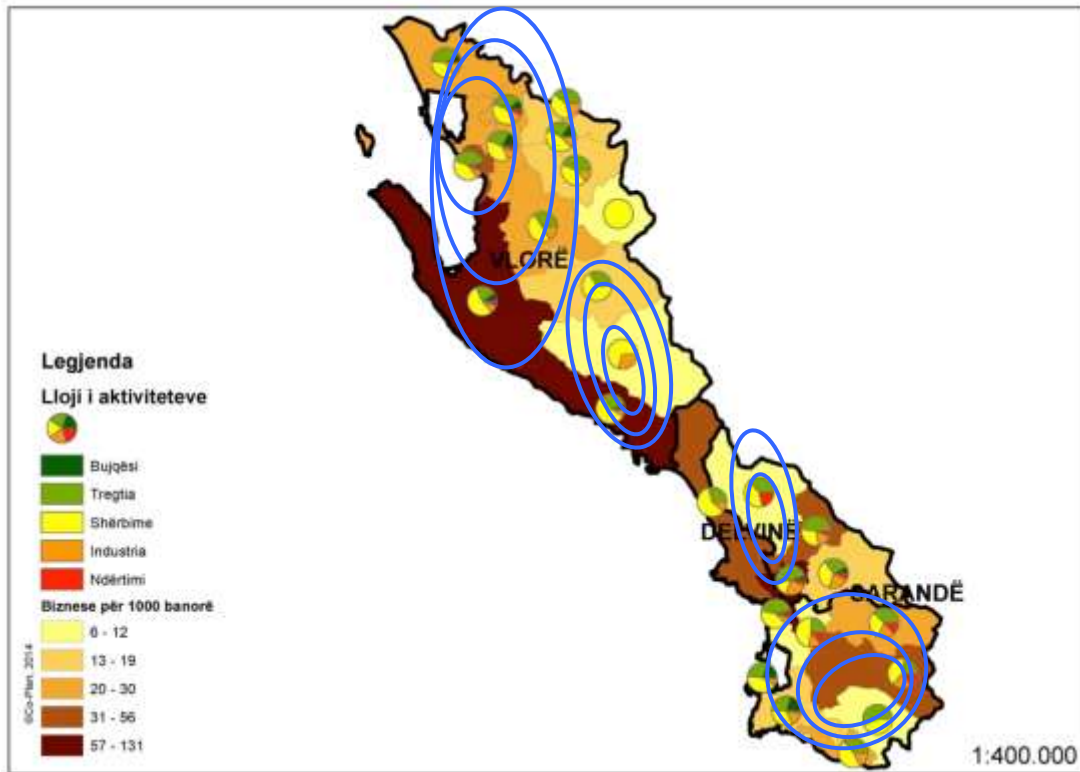 VLORË
DELVINË
SARANDË
Legjenda
Lloji i aktiviteteve
Bujqësi
Tregtia
Shërbime
Industria
Ndërtimi
Biznese për 1000 banorë
6 - 12
13 - 19
20 - 30
31 - 56
57 - 131
©Co-Plan, 2014
1:400.000